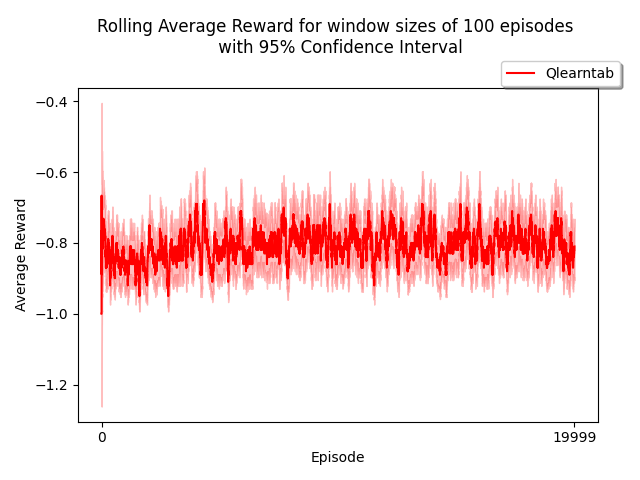 Rolling Average Reward for window sizes of 100 episodes
with 95% Confidence Interval
Qlearntab
−0.4
−0.6
−0.8
−1.0
−1.2
Average Reward
0
19999
Episode